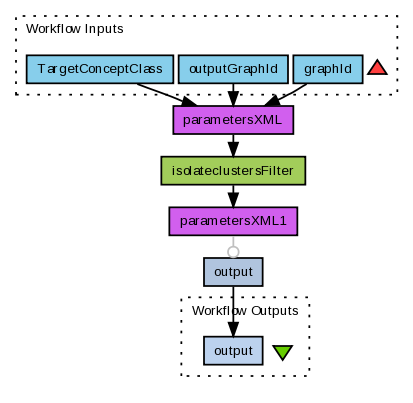 Workflow Inputs
TargetConceptClass
outputGraphId
graphId
parametersXML
isolateclustersFilter
parametersXML1
output
Workflow Outputs
output